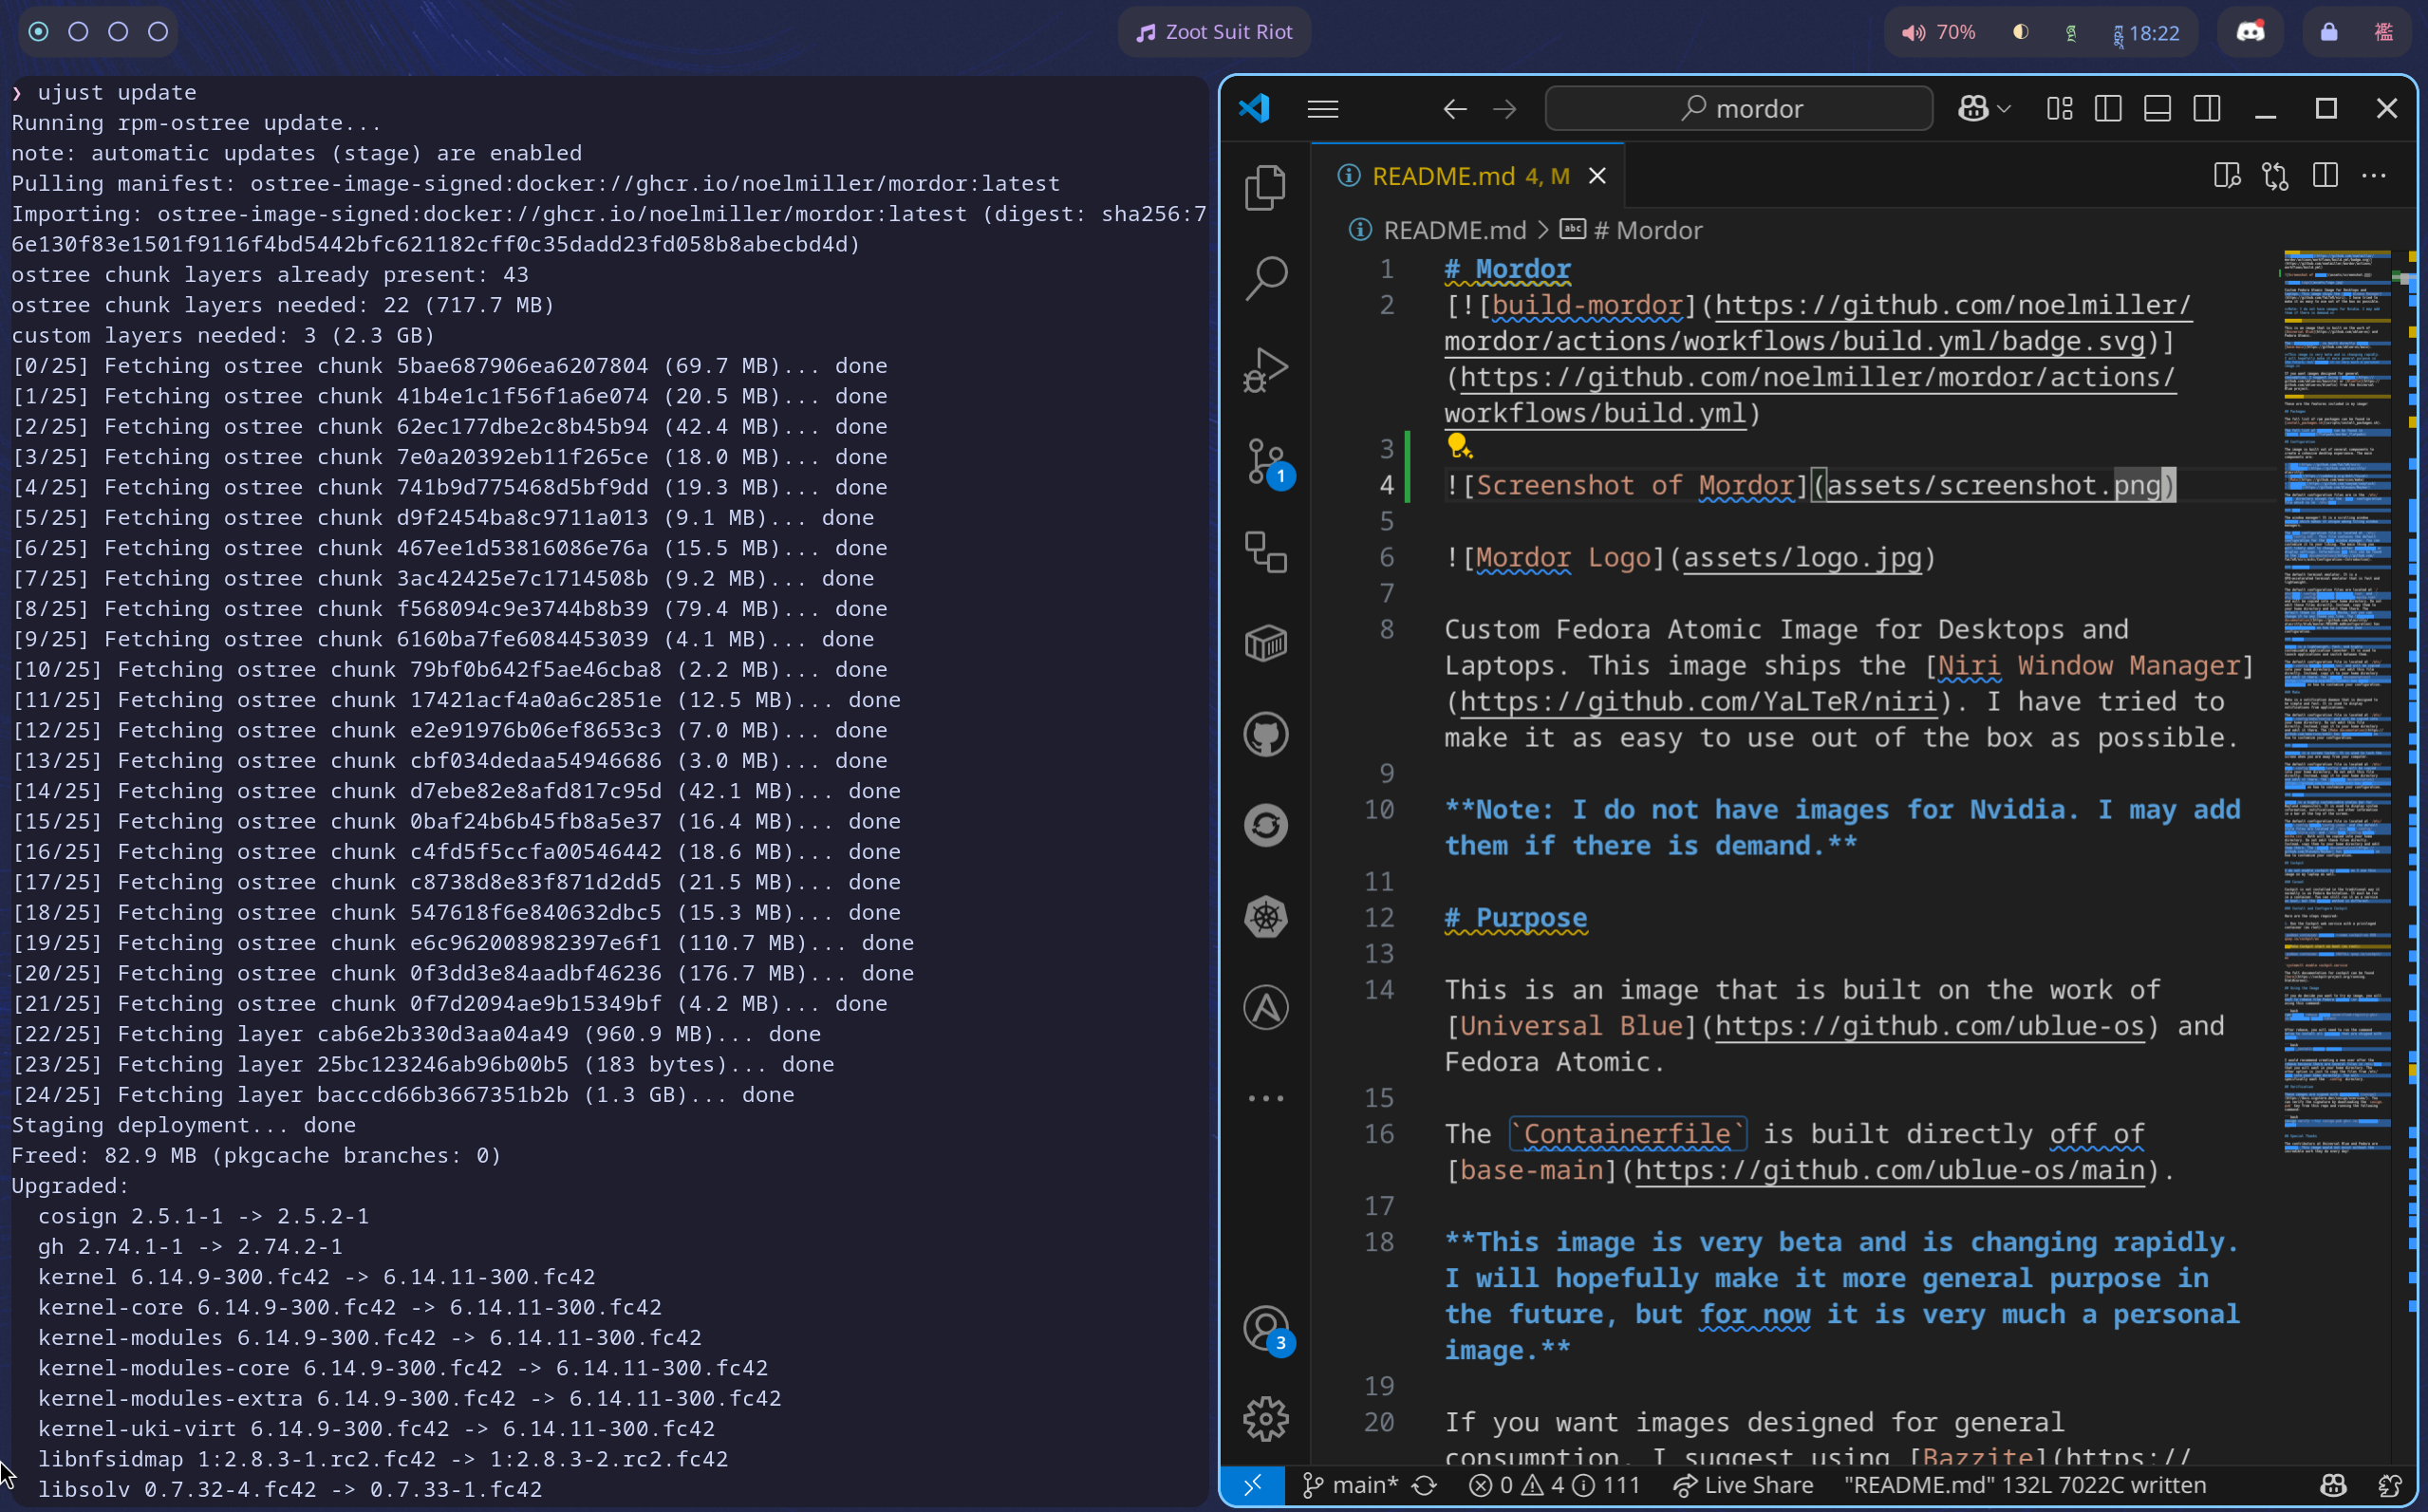 Zoot Suit Riot
70%
18:22
❯ ujust update
Running rpm-ostree update...
note: automatic updates (stage) are enabled
Pulling manifest: ostree-image-signed:docker://ghcr.io/noelmiller/mordor:latest
Importing: ostree-image-signed:docker://ghcr.io/noelmiller/mordor:latest (digest: sha256:7
6e130f83e1501f9116f4bd5442bfc621182cff0c35dadd23fd058b8abecbd4d)
ostree chunk layers already present: 43
ostree chunk layers needed: 22 (717.7 MB)
custom layers needed: 3 (2.3 GB)
[0/25] Fetching ostree chunk 5bae687906ea6207804 (69.7 MB)... done
[1/25] Fetching ostree chunk 41b4e1c1f56f1a6e074 (20.5 MB)... done
[2/25] Fetching ostree chunk 62ec177dbe2c8b45b94 (42.4 MB)... done
[3/25] Fetching ostree chunk 7e0a20392eb11f265ce (18.0 MB)... done
[4/25] Fetching ostree chunk 741b9d775468d5bf9dd (19.3 MB)... done
[5/25] Fetching ostree chunk d9f2454ba8c9711a013 (9.1 MB)... done
[6/25] Fetching ostree chunk 467ee1d53816086e76a (15.5 MB)... done
[7/25] Fetching ostree chunk 3ac42425e7c1714508b (9.2 MB)... done
[8/25] Fetching ostree chunk f568094c9e3744b8b39 (79.4 MB)... done
[9/25] Fetching ostree chunk 6160ba7fe6084453039 (4.1 MB)... done
[10/25] Fetching ostree chunk 79bf0b642f5ae46cba8 (2.2 MB)... done
[11/25] Fetching ostree chunk 17421acf4a0a6c2851e (12.5 MB)... done
[12/25] Fetching ostree chunk e2e91976b06ef8653c3 (7.0 MB)... done
[13/25] Fetching ostree chunk cbf034dedaa54946686 (3.0 MB)... done
[14/25] Fetching ostree chunk d7ebe82e8afd817c95d (42.1 MB)... done
[15/25] Fetching ostree chunk 0baf24b6b45fb8a5e37 (16.4 MB)... done
[16/25] Fetching ostree chunk c4fd5f5ccfa00546442 (18.6 MB)... done
[17/25] Fetching ostree chunk c8738d8e83f871d2dd5 (21.5 MB)... done
[18/25] Fetching ostree chunk 547618f6e840632dbc5 (15.3 MB)... done
[19/25] Fetching ostree chunk e6c962008982397e6f1 (110.7 MB)... done
[20/25] Fetching ostree chunk 0f3dd3e84aadbf46236 (176.7 MB)... done
[21/25] Fetching ostree chunk 0f7d2094ae9b15349bf (4.2 MB)... done
[22/25] Fetching layer cab6e2b330d3aa04a49 (960.9 MB)... done
[23/25] Fetching layer 25bc123246ab96b00b5 (183 bytes)... done
[24/25] Fetching layer bacccd66b3667351b2b (1.3 GB)... done
Staging deployment... done
Freed: 82.9 MB (pkgcache branches: 0)
Upgraded:
cosign 2.5.1-1 -> 2.5.2-1
gh 2.74.1-1 -> 2.74.2-1
kernel 6.14.9-300.fc42 -> 6.14.11-300.fc42
kernel-core 6.14.9-300.fc42 -> 6.14.11-300.fc42
kernel-modules 6.14.9-300.fc42 -> 6.14.11-300.fc42
kernel-modules-core 6.14.9-300.fc42 -> 6.14.11-300.fc42
kernel-modules-extra 6.14.9-300.fc42 -> 6.14.11-300.fc42
kernel-uki-virt 6.14.9-300.fc42 -> 6.14.11-300.fc42
libnfsidmap 1:2.8.3-1.rc2.fc42 -> 1:2.8.3-2.rc2.fc42
libsolv 0.7.32-4.fc42 -> 0.7.33-1.fc42
mordor
README.md 4, M
README.md > abc # Mordor
1 # Mordor
2 [![build-mordor](https://github.com/noelmiller/
mordor/actions/workflows/build.yml/badge.svg)]
(https://github.com/noelmiller/mordor/actions/
workflows/build.yml)
3
4 ![Screenshot of Mordor](assets/screenshot.png)
5
6 ![Mordor Logo](assets/logo.jpg)
7
8 Custom Fedora Atomic Image for Desktops and
Laptops. This image ships the [Niri Window Manager]
(https://github.com/YaLTeR/niri). I have tried to
make it as easy to use out of the box as possible.
9
10 **Note: I do not have images for Nvidia. I may add
them if there is demand.**
11
12 # Purpose
13
14 This is an image that is built on the work of
[Universal Blue](https://github.com/ublue-os) and
Fedora Atomic.
15
16 The `Containerfile` is built directly off of
[base-main](https://github.com/ublue-os/main).
17
18 **This image is very beta and is changing rapidly.
I will hopefully make it more general purpose in
the future, but for now it is very much a personal
image.**
19
20 If you want images designed for general
consumption, I suggest using [Bazzite](https://
1
3
main* 0 4 111 Live Share "README.md" 132L 7022C written